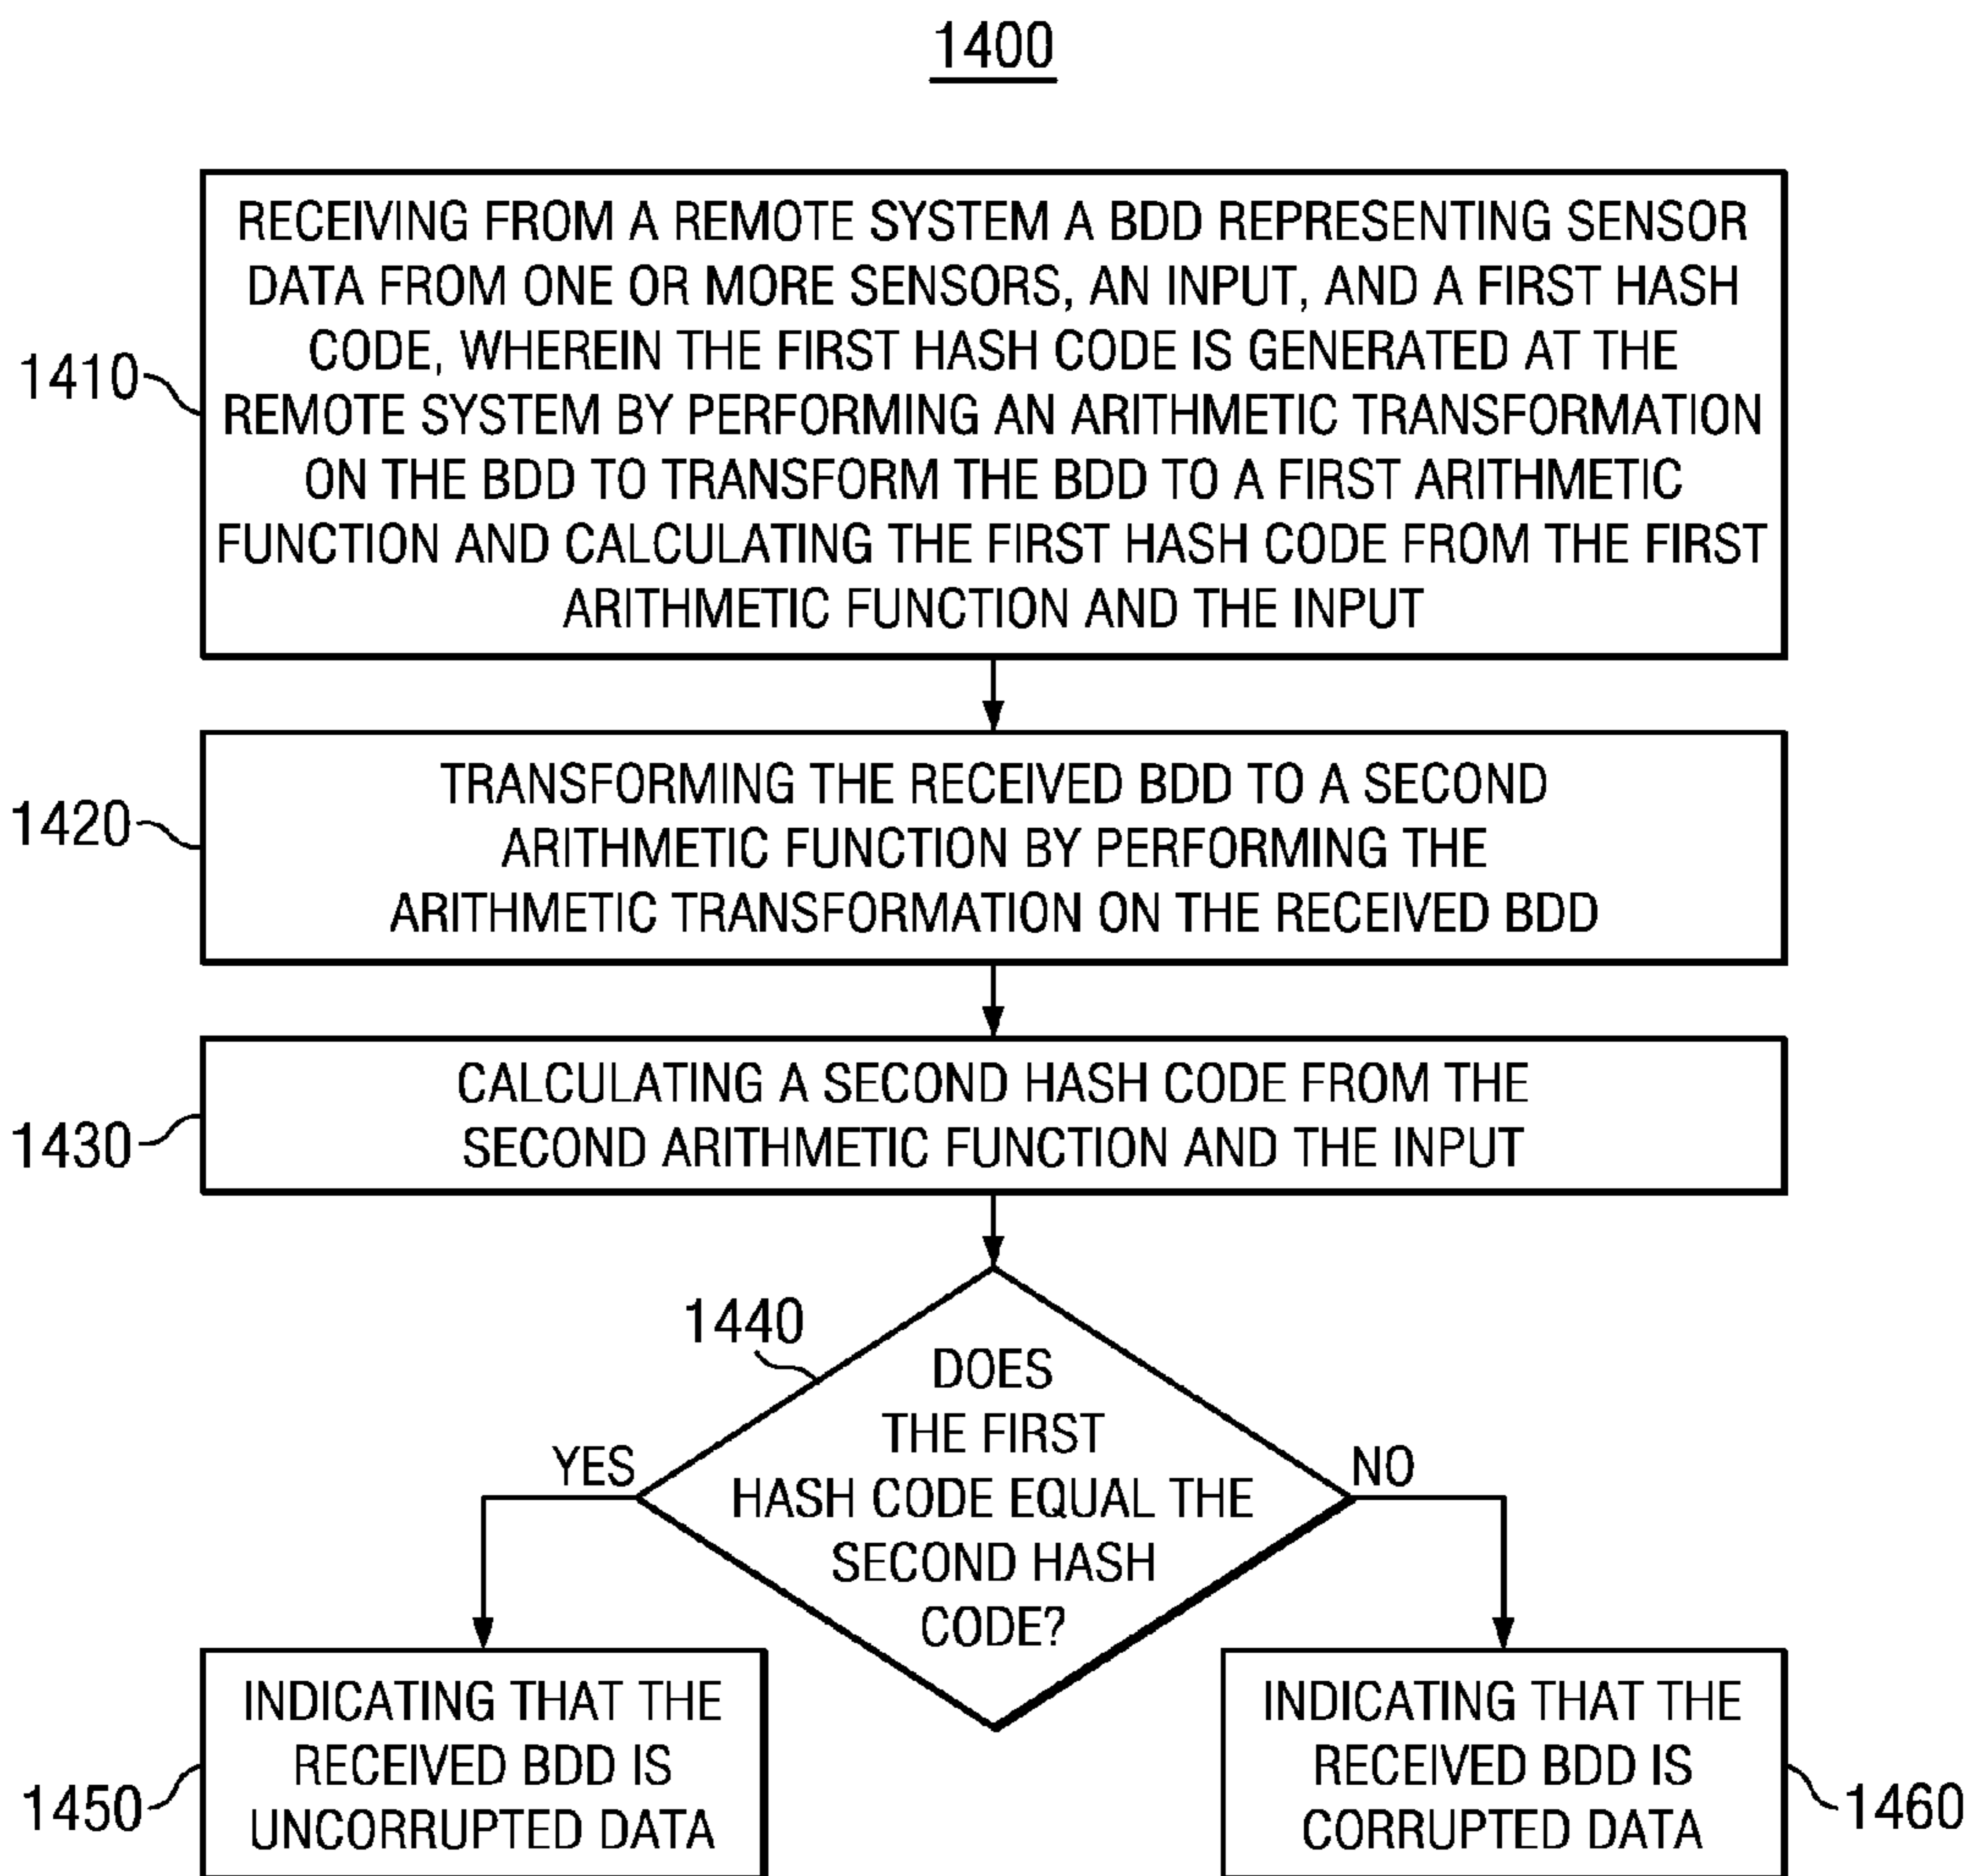 1400
RECEIVING FROM A REMOTE SYSTEM A BDD REPRESENTING SENSOR
DATA FROM ONE OR MORE SENSORS, AN INPUT, AND A FIRST HASH
CODE, WHEREIN THE FIRST HASH CODE IS GENERATED AT THE
REMOTE SYSTEM BY PERFORMING AN ARITHMETIC TRANSFORMATION
ON THE BDD TO TRANSFORM THE BDD TO A FIRST ARITHMETIC
FUNCTION AND CALCULATING THE FIRST HASH CODE FROM THE FIRST
ARITHMETIC FUNCTION AND THE INPUT
1410
TRANSFORMING THE RECEIVED BDD TO A SECOND
ARITHMETIC FUNCTION BY PERFORMING THE
ARITHMETIC TRANSFORMATION ON THE RECEIVED BDD
1420
CALCULATING A SECOND HASH CODE FROM THE
SECOND ARITHMETIC FUNCTION AND THE INPUT
1430
1440
DOES
THE FIRST
HASH CODE EQUAL THE
SECOND HASH
CODE?
YES
NO
INDICATING THAT THE
RECEIVED BDD IS
UNCORRUPTED DATA
1450
INDICATING THAT THE
RECEIVED BDD IS
CORRUPTED DATA
1460